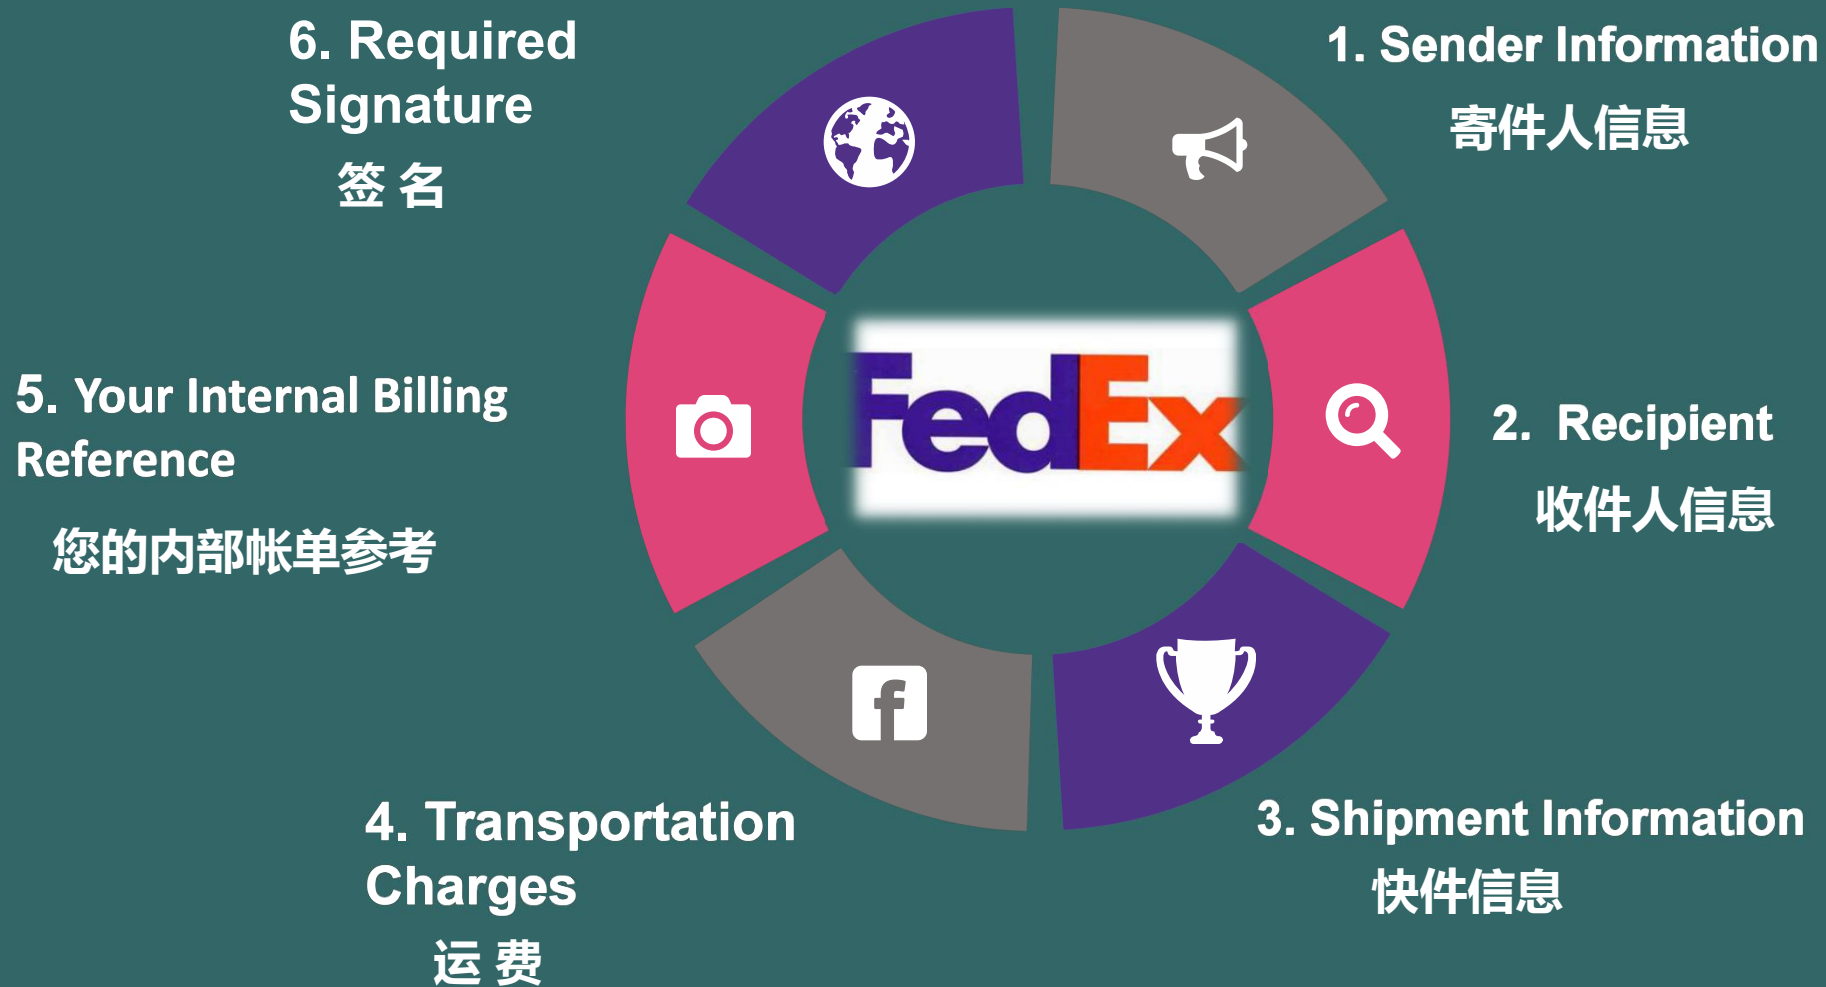 1. Sender Information
寄件人信息
2. Recipient
收件人信息
3. Shipment Information
快件信息
4. Transportation
Charges
运 费
5. Your Internal Billing
Reference
您的内部帐单参考
6. Required
Signature
签 名
FedEx
f